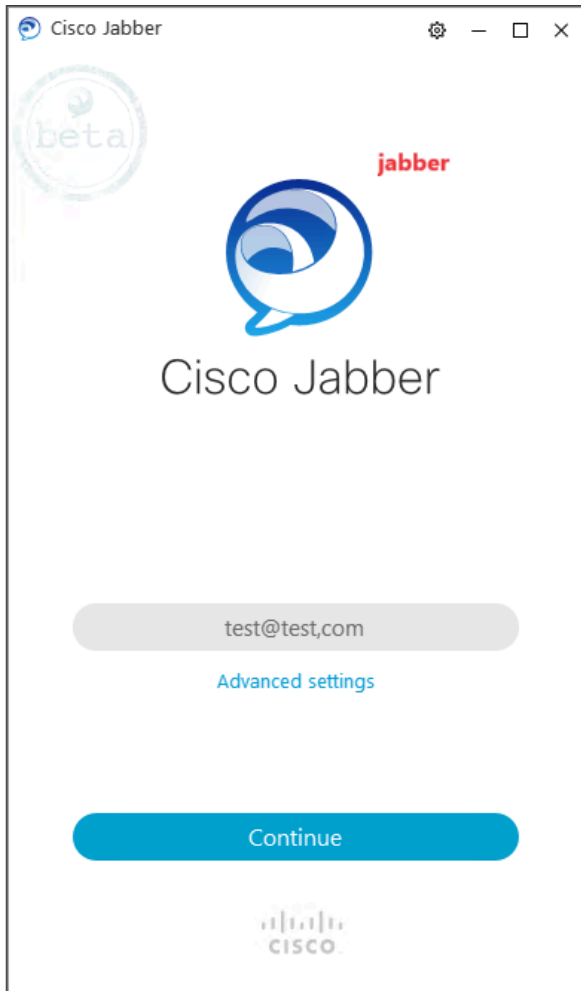 Cisco Jabber
beta
jabber
Cisco Jabber
test@test,com
Advanced settings
Continue
CISCO